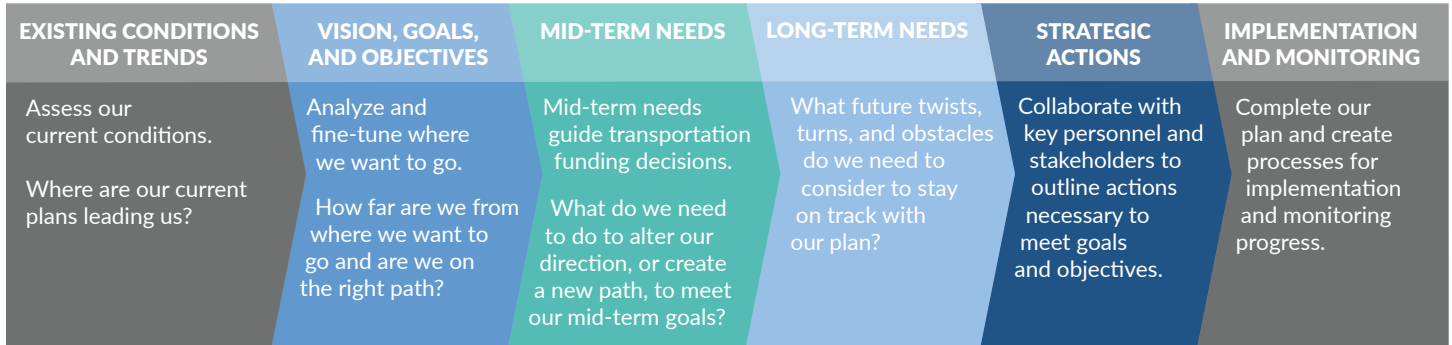 EXISTING CONDITIONS
AND TRENDS
Assess our
current conditions.
Where are our current
plans leading us?
VISION, GOALS,
AND OBJECTIVES
Analyze and
fine-tune where
we want to go.
How far are we from
where we want to
go and are we on
the right path?
MID-TERM NEEDS
Mid-term needs
guide transportation
funding decisions.
What do we need
to do to alter our
direction, or create
a new path, to meet
our mid-term goals?
LONG-TERM NEEDS
What future twists,
turns, and obstacles
do we need to
consider to stay
on track with
our plan?
STRATEGIC
ACTIONS
Collaborate with
key personnel and
stakeholders to
outline actions
necessary to
meet goals
and objectives.
IMPLEMENTATION
AND MONITORING
Complete our
plan and create
processes for
implementation
and monitoring
progress.